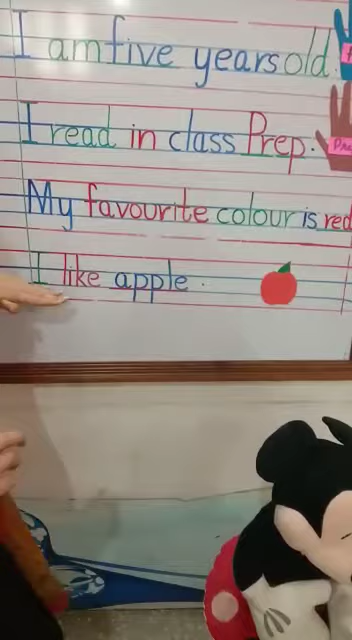 I am five years old.
I read in class Prep.
My favourite colour is red
I like apple.